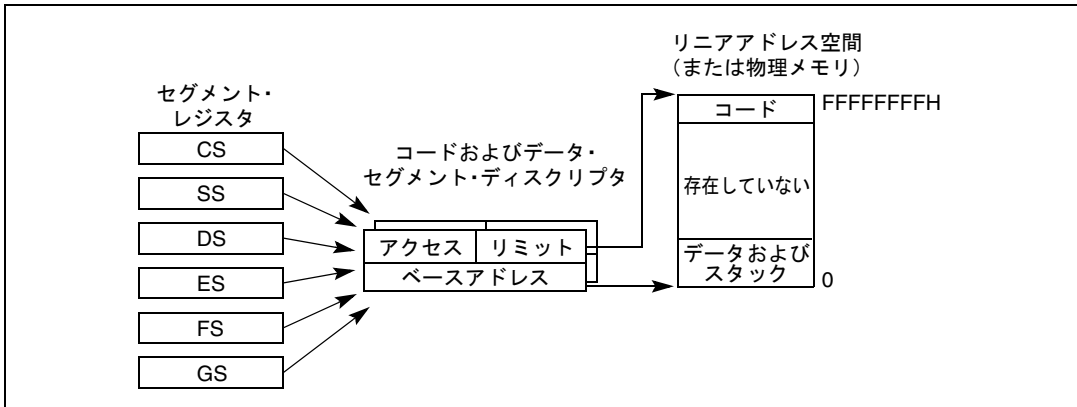 セグメント・
レジスタ
CS
SS
DS
ES
FS
GS
コードおよびデータ・
セグメント・ディスクリプタ
アクセス
リミット
ベースアドレス
リニアアドレス空間
（または物理メモリ）
コード
FFFFFFFFH
存在していない
データおよび
スタック
0